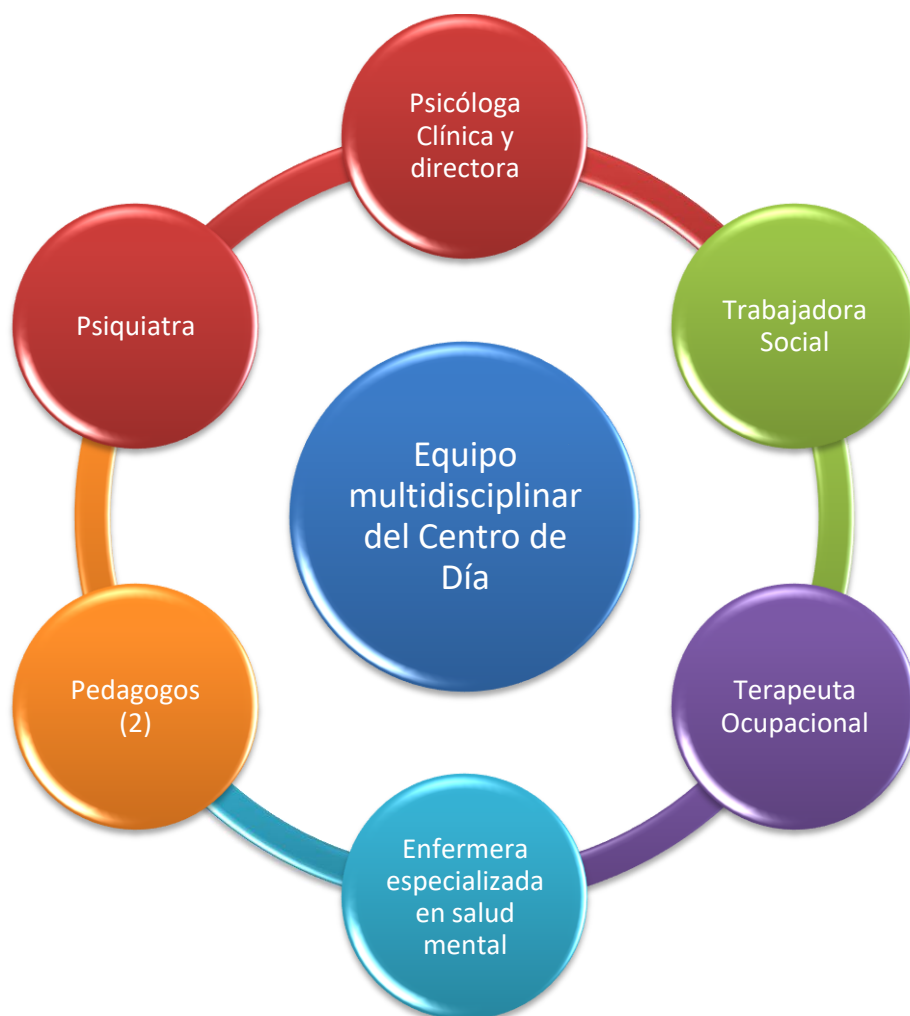 Psicóloga
Clínica y
directora
Psiquiatra
Trabajadora
Social
Equipo
multidisciplinar
del Centro de
Día
Pedagogos
(2)
Terapeuta
Ocupacional
Enfermera
especializada
en salud
mental